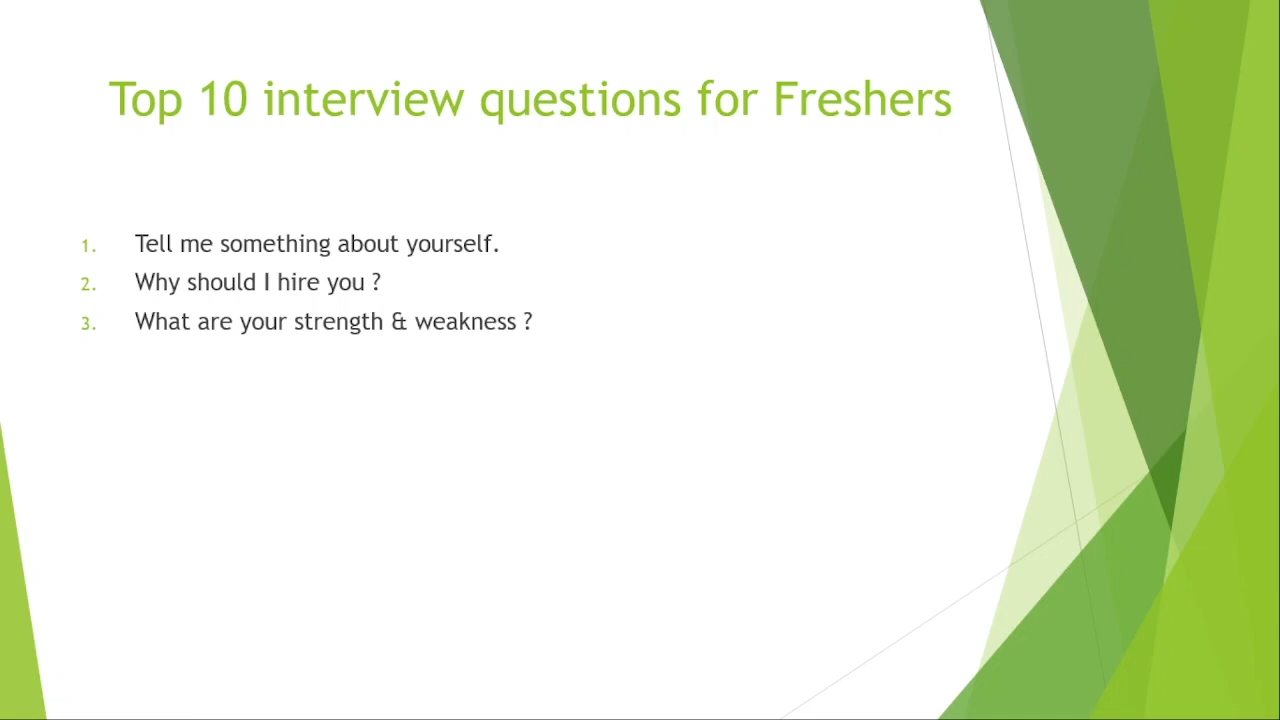 Top 10 interview questions for Freshers
1. Tell me something about yourself.
2. Why should I hire you ?
3. What are your strength & weakness ?